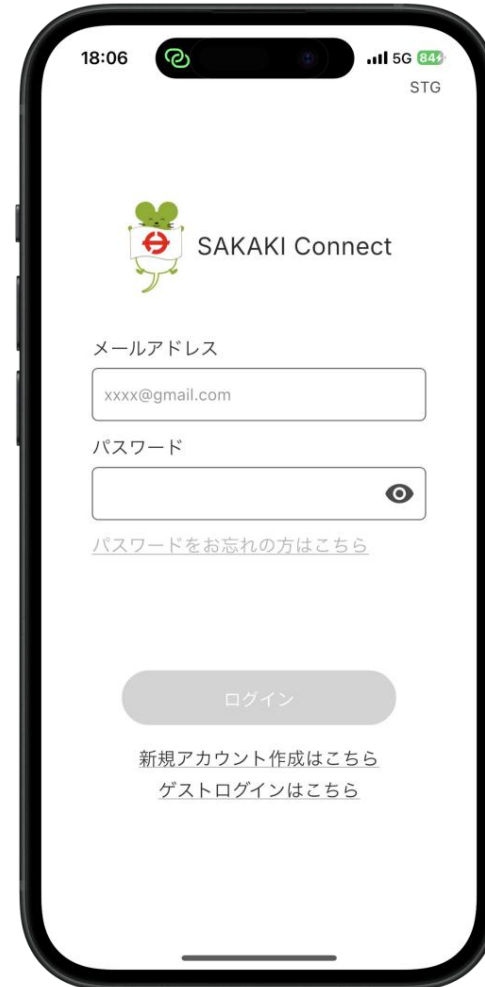 18:06
5G 84
STG
SAKAKI Connect
メールアドレス
xxxx@gmail.com
パスワード
パスワードをお忘れの方はこちら
ログイン
新規アカウント作成はこちら
ゲストログインはこちら